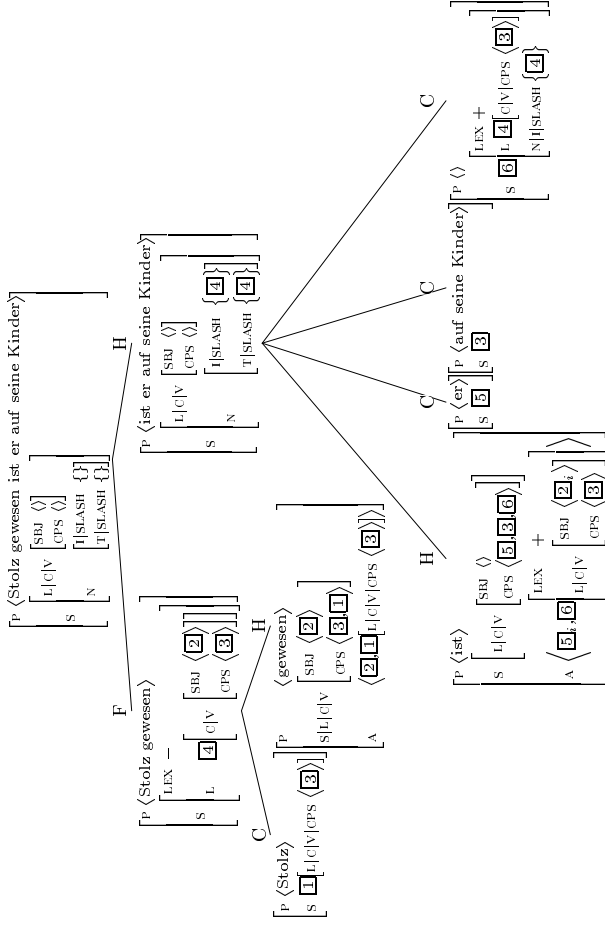 P ⟨Stolz gewesen ist er auf seine Kinder⟩
S
L|C|V
SBJ ⟨⟩
CPS ⟨⟩
N
I|SLASH {}
T|SLASH {}
F
H
P ⟨Stolz gewesen⟩
S
LEX −
L
4
C|V
SBJ ⟨2⟩
CPS ⟨3⟩
P ⟨ist er auf seine Kinder⟩
S
L|C|V
SBJ ⟨⟩
CPS ⟨⟩
N
I|SLASH {4}
T|SLASH {4}
C
H
P ⟨Stolz⟩
S 1 L|C|V|CPS ⟨3⟩
P ⟨gewesen⟩
S|L|C|V
SBJ ⟨2⟩
CPS ⟨3,1⟩
A
⟨2,1[L|C|V|CPS ⟨3⟩]⟩
H
C
C
C
P ⟨ist⟩
S
L|C|V
SBJ ⟨⟩
CPS ⟨5,3,6⟩
A
⟨5i,6
LEX +
L|C|V
SBJ ⟨2i⟩
CPS ⟨3⟩
⟩
P ⟨er⟩
S 5
P ⟨auf seine Kinder⟩
S 3
P ⟨⟩
S
6
LEX +
L 4 [C|V|CPS ⟨3⟩]
N|I|SLASH {4}